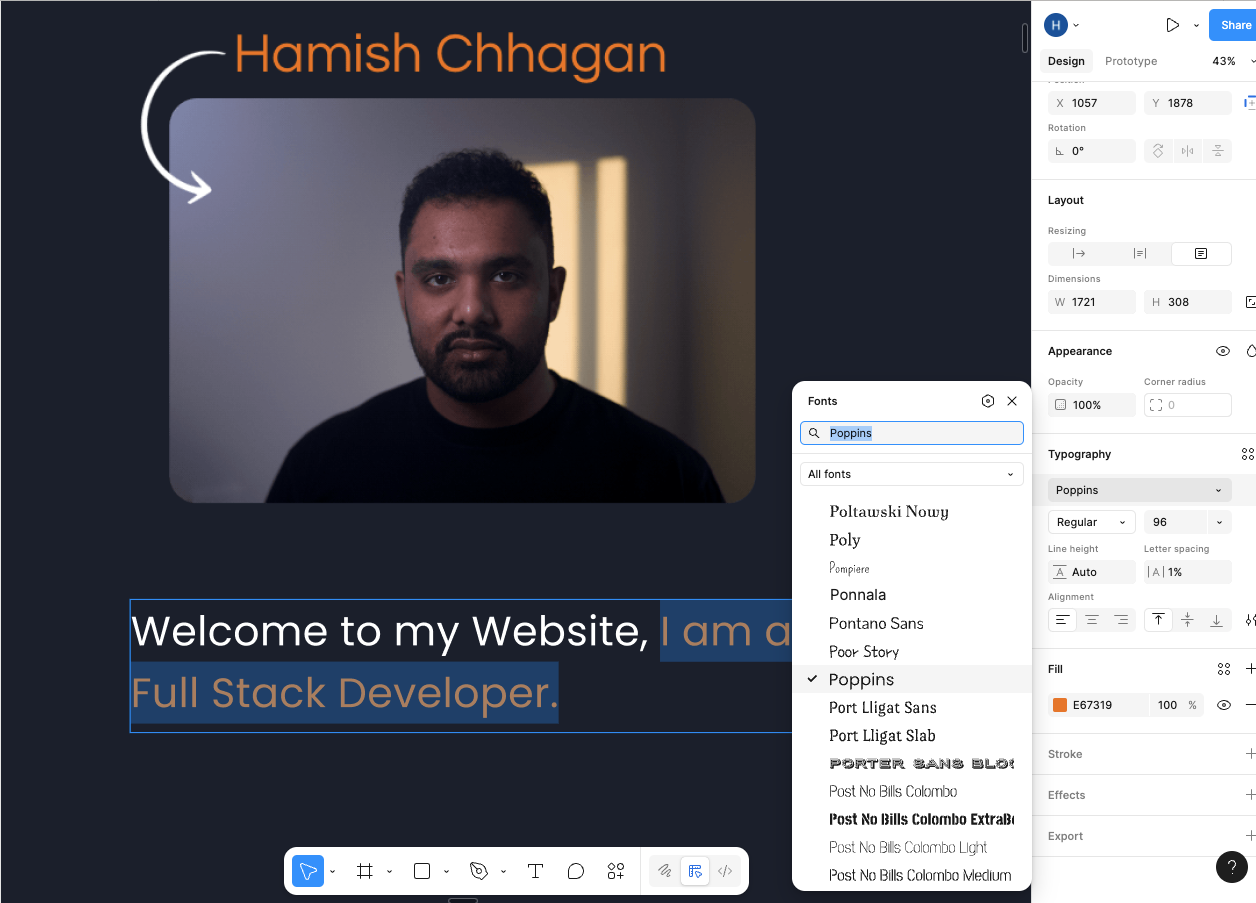 Hamish Chhagan
Welcome to my Website, I am a
Full Stack Developer.
Fonts
Poppins
All fonts
Poltawski Nowy
Poly
Pompiere
Ponnala
Pontano Sans
Poor Story
Poppins
Port Lligat Sans
Port Lligat Slab
PORTER SANS BLOC
Post No Bills Colombo
Post No Bills Colombo ExtraB
Post No Bills Colombo Light
Post No Bills Colombo Medium
H
Share
Design
Prototype
43%
Position
X 1057
Y 1878
Rotation
0°
Layout
Resizing
Dimensions
W 1721
H 308
Appearance
Opacity
Corner radius
100%
0
Typography
Poppins
Regular
96
Line height
Letter spacing
A Auto
|A| 1%
Alignment
Fill
E67319
100 %
Stroke
Effects
Export
T
</>
?